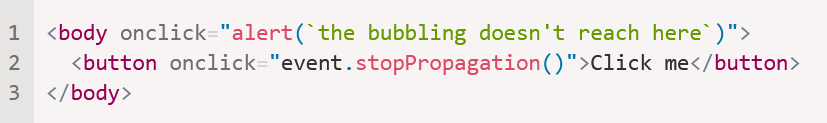 1 <body onclick="alert(`the bubbling doesn't reach here`)">
2   <button onclick="event.stopPropagation()">Click me</button>
3 </body>